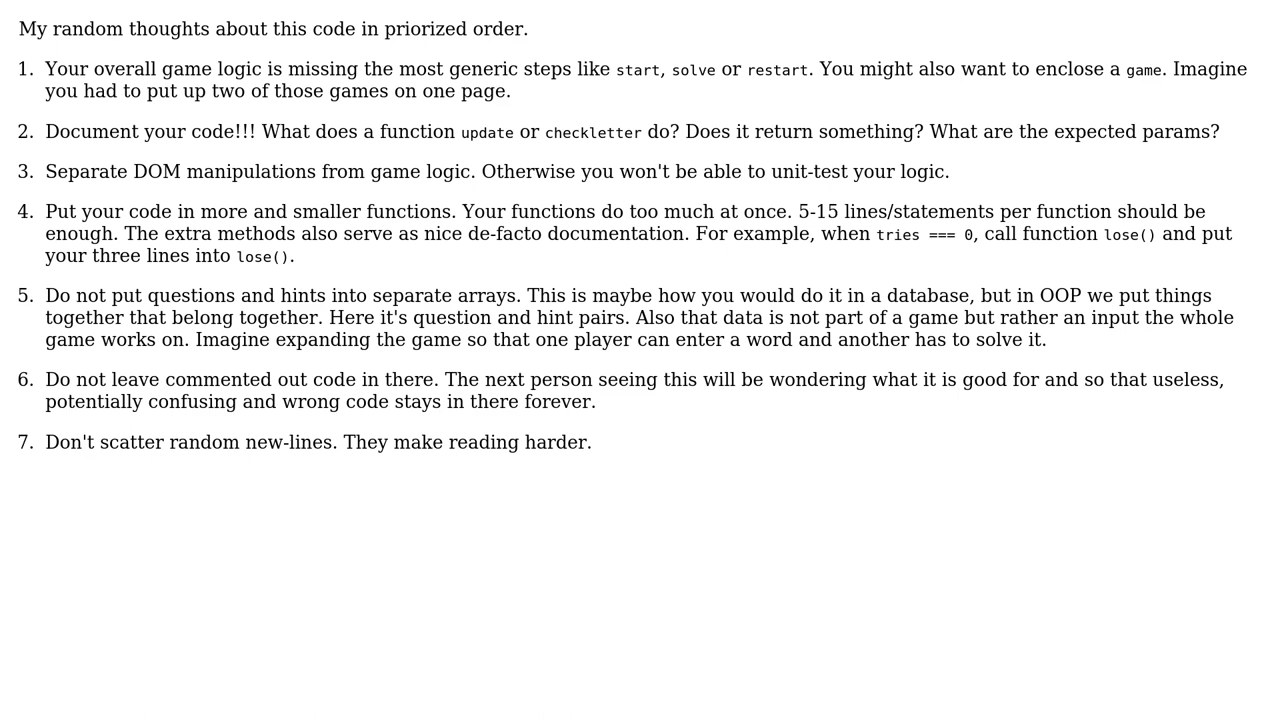 My random thoughts about this code in priorized order.
1. Your overall game logic is missing the most generic steps like start, solve or restart. You might also want to enclose a game. Imagine
you had to put up two of those games on one page.
2. Document your code!!! What does a function update or checkletter do? Does it return something? What are the expected params?
3. Separate DOM manipulations from game logic. Otherwise you won't be able to unit-test your logic.
4. Put your code in more and smaller functions. Your functions do too much at once. 5-15 lines/statements per function should be
enough. The extra methods also serve as nice de-facto documentation. For example, when tries === 0, call function lose() and put
your three lines into lose().
5. Do not put questions and hints into separate arrays. This is maybe how you would do it in a database, but in OOP we put things
together that belong together. Here it's question and hint pairs. Also that data is not part of a game but rather an input the whole
game works on. Imagine expanding the game so that one player can enter a word and another has to solve it.
6. Do not leave commented out code in there. The next person seeing this will be wondering what it is good for and so that useless,
potentially confusing and wrong code stays in there forever.
7. Don't scatter random new-lines. They make reading harder.